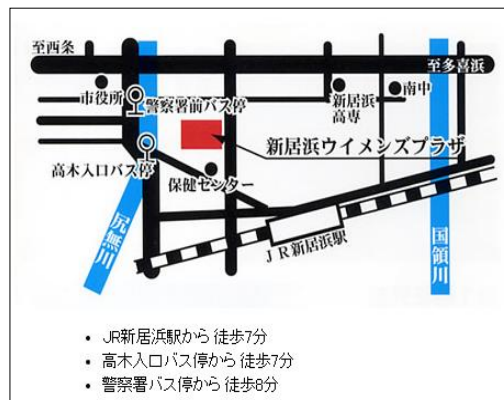 至西条
至多喜浜
市役所
警察署前バス停
新居浜
高専
南中
新居浜ウイメンズプラザ
高木入口バス停
保健センター
尻無川
JR新居浜駅
国領川
• JR新居浜駅から 徒歩7分
• 高木入口バス停から 徒歩7分
• 警察署バス停から 徒歩8分